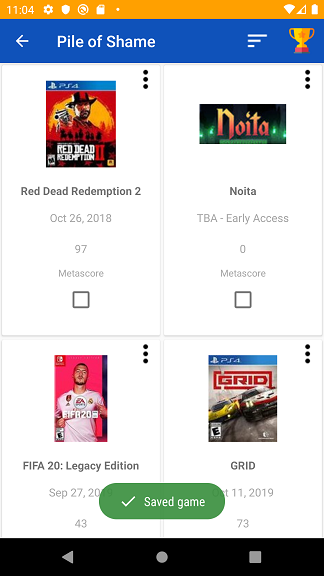 11:04
Pile of Shame
PS4
RED DEAD
REDEMPTION
II
Noita
Red Dead Redemption 2
Noita
Oct 26, 2018
TBA - Early Access
97
0
Metascore
Metascore
FIFA 20
PS4
GRID
FIFA 20: Legacy Edition
GRID
Sep 27, 20
Oct 11, 2019
Saved game
43
73